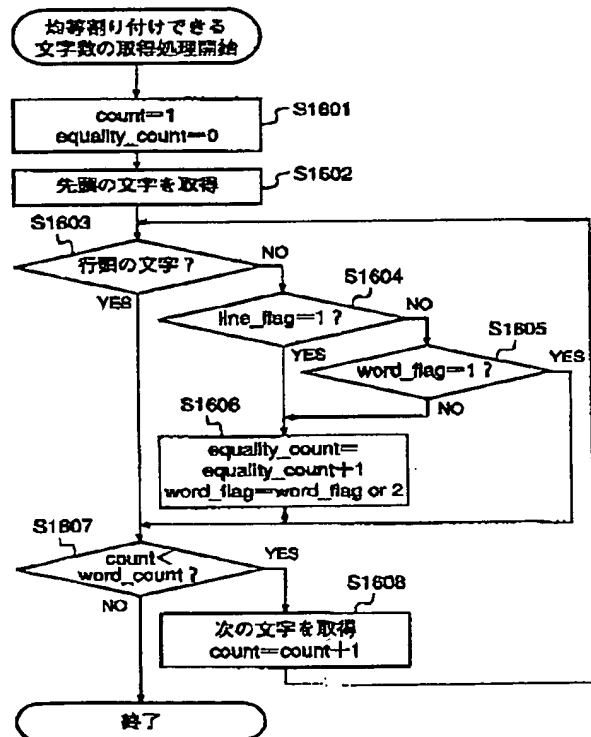 均等割り付けできる
文字数の取得処理開始
S1601
count=1
equality_count=0
S1602
先頭の文字を取得
S1603
行頭の文字？
NO
YES
S1604
line_flag=1？
NO
YES
S1605
word_flag=1？
YES
NO
S1606
equality_count=
equality_count+1
word_flag=word_flag or 2
S1607
count<
word_count？
YES
NO
S1608
次の文字を取得
count=count+1
終了